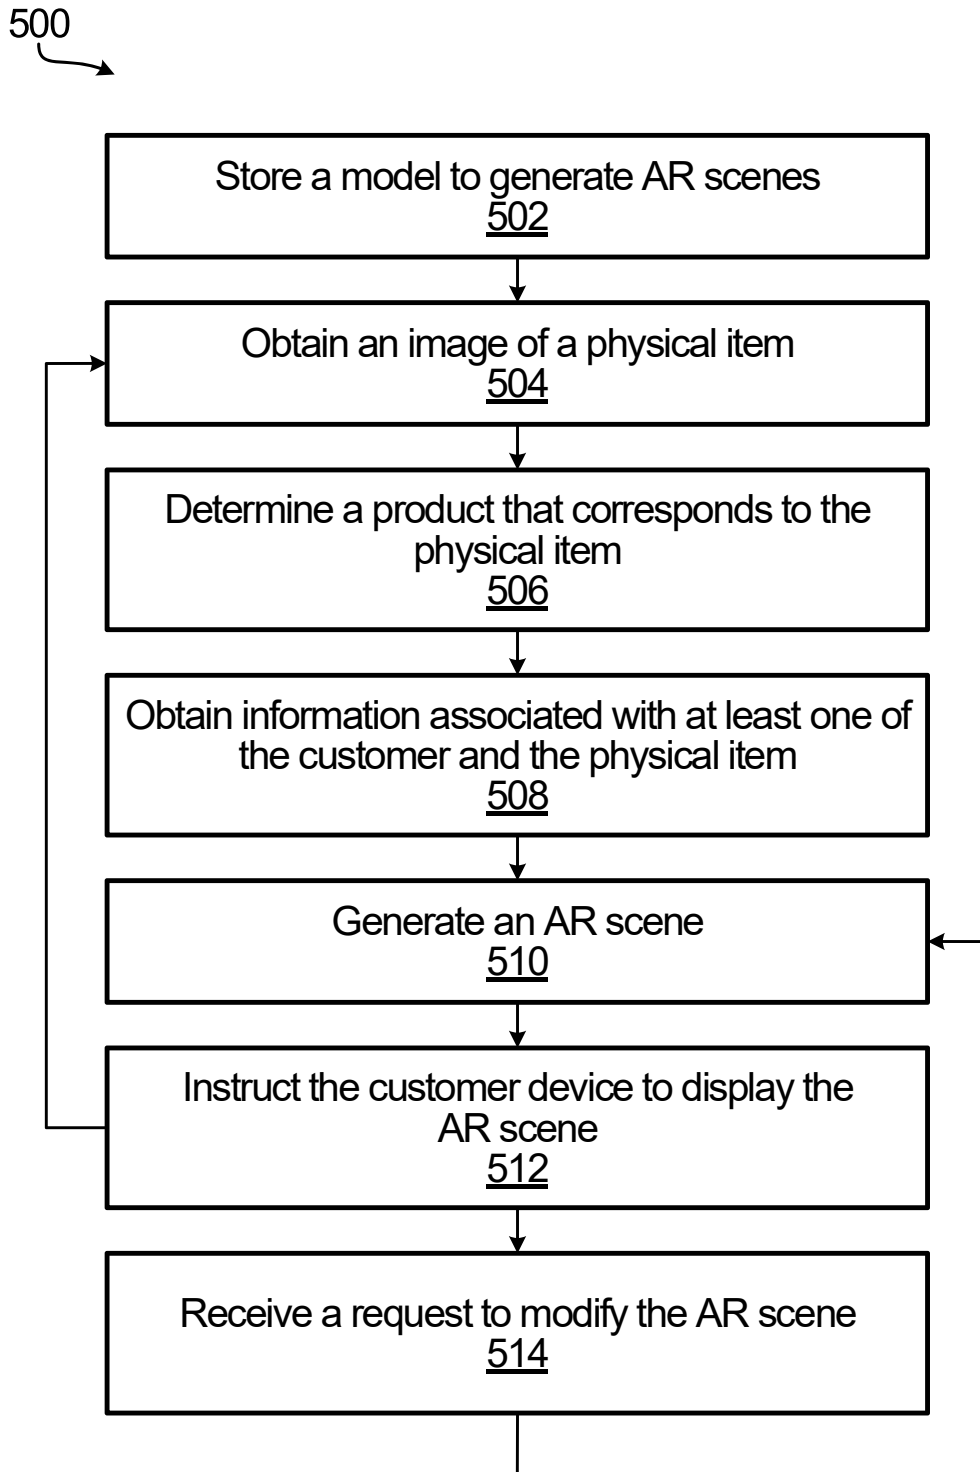 500
Store a model to generate AR scenes
502
Obtain an image of a physical item
504
Determine a product that corresponds to the
physical item
506
Obtain information associated with at least one of
the customer and the physical item
508
Generate an AR scene
510
Instruct the customer device to display the
AR scene
512
Receive a request to modify the AR scene
514